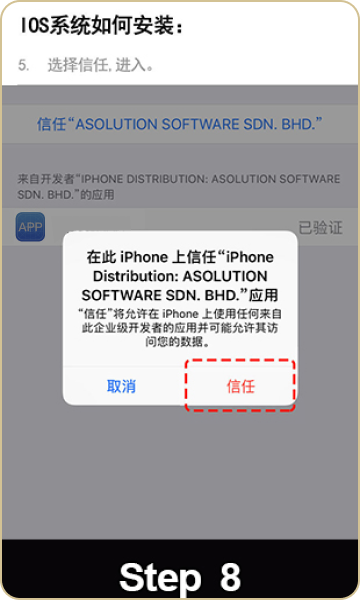 IOS系统如何安装：
5. 选择信任,进入。
信任“ASOLUTION SOFTWARE SDN. BHD.”
来自开发者“IPHONE DISTRIBUTION: ASOLUTION SOFTWARE
SDN. BHD.”的应用
APP
已验证
在此 iPhone 上信任“iPhone
Distribution: ASOLUTION
SOFTWARE SDN. BHD.”应用
“信任”将允许在 iPhone 上使用任何来自
此企业级开发者的应用并可能允许其访
问您的数据。
取消
信任
Step 8